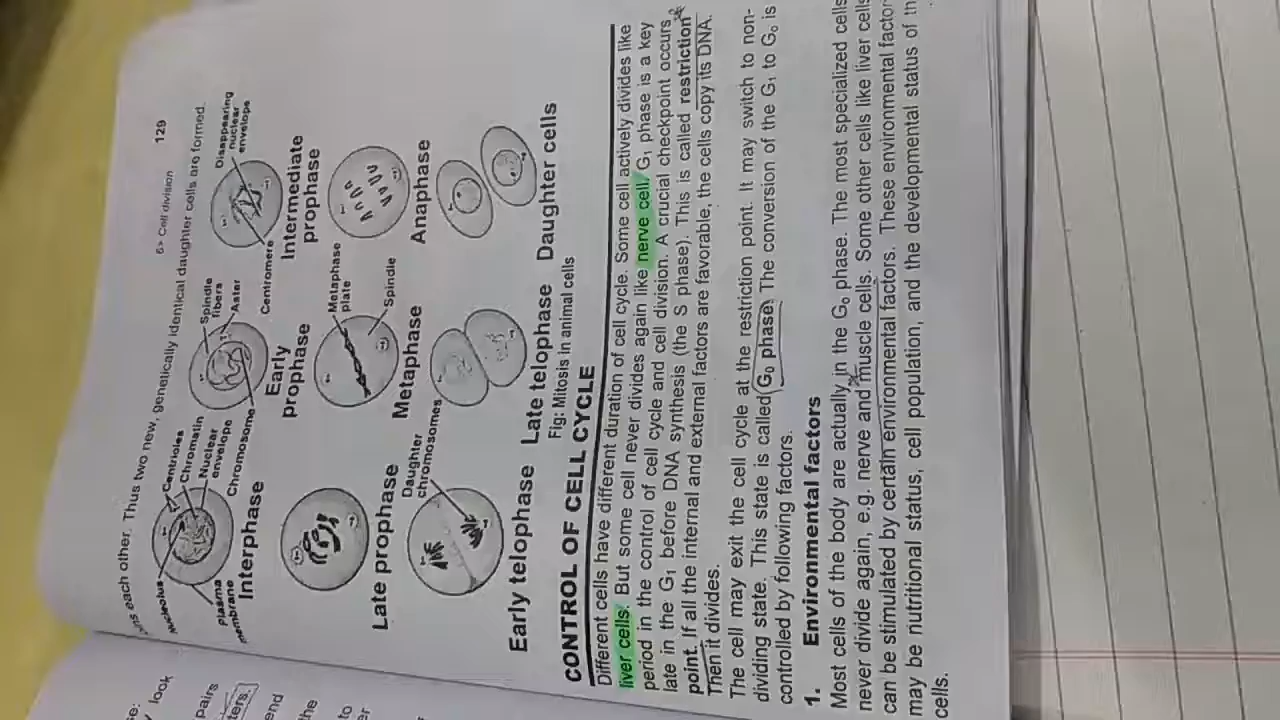 6> Cell division 129
each other. Thus two new, genetically identical daughter cells are formed.
Nucleolus
Centrioles
Chromatin
Nuclear
envelope
Chromosome
Plasma
membrane
Interphase
Spindle
fibers
Aster
Centromere
Early
prophase
Disappearing
nuclear
envelope
Intermediate
prophase
Late prophase
Metaphase
plate
Spindle
Metaphase
Anaphase
Daughter
chromosomes
Early telophase Late telophase Daughter cells
Fig: Mitosis in animal cells
CONTROL OF CELL CYCLE
Different cells have different duration of cell cycle. Some cell actively divides like
liver cells. But some cell never divides again like nerve cell. G₁ phase is a key
period in the control of cell cycle and cell division. A crucial checkpoint occurs
late in the G₁ before DNA synthesis (the S phase). This is called restriction
point. If all the internal and external factors are favorable, the cells copy its DNA.
Then it divides.
The cell may exit the cell cycle at the restriction point. It may switch to non-
dividing state. This state is called G₀ phase. The conversion of the G₁ to G₀ is
controlled by following factors.
1. Environmental factors
Most cells of the body are actually in the G₀ phase. The most specialized cells
never divide again, e.g. nerve and muscle cells. Some other cells like liver cells
can be stimulated by certain environmental factors. These environmental factor
may be nutritional status, cell population, and the developmental status of th
cells.
look
pairs
ters.
end
the
to
er